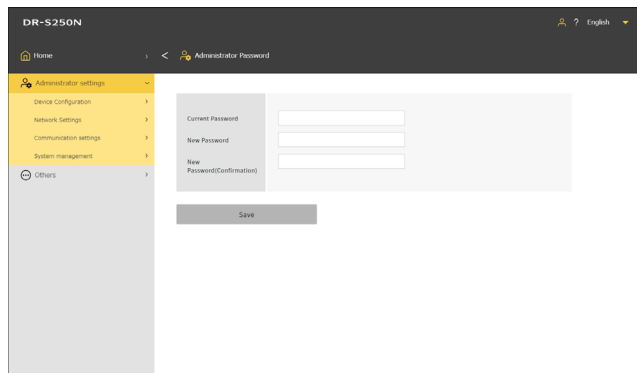 DR-S250N
? English
Home
Administrator Password
Administrator settings
Device Configuration
Network Settings
Communication settings
System management
Others
Current Password
New Password
New
Password(Confirmation)
Save